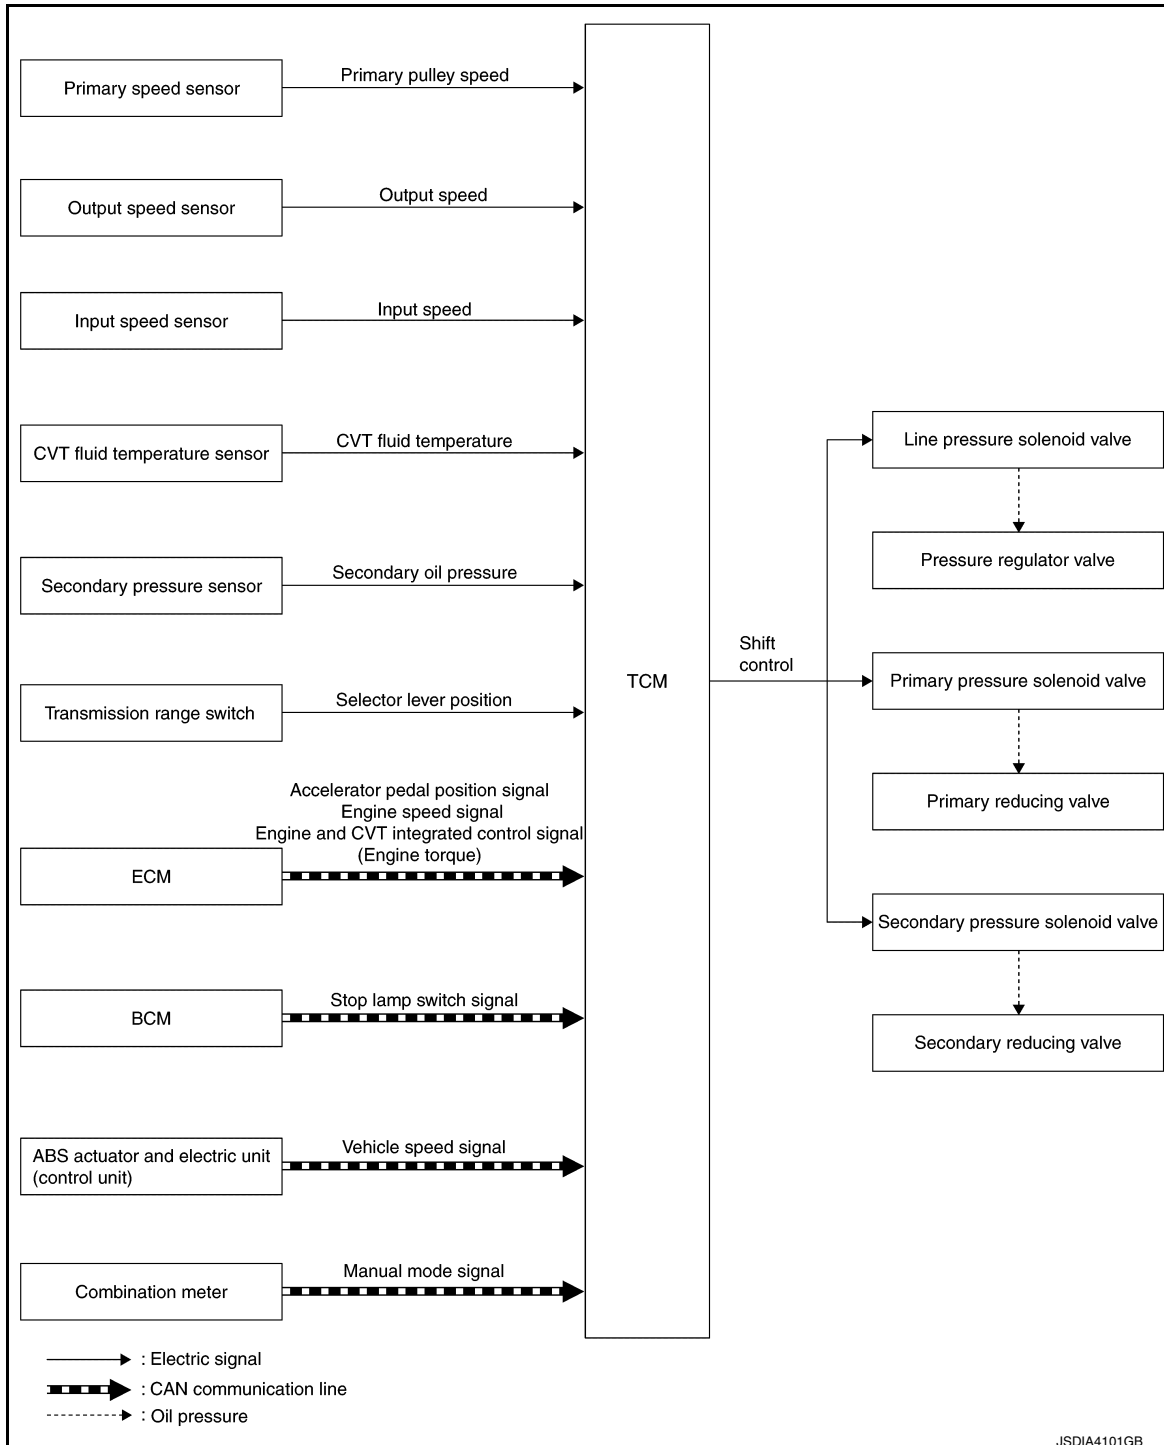 Primary speed sensor
Primary pulley speed
Output speed sensor
Output speed
Input speed sensor
Input speed
CVT fluid temperature sensor
CVT fluid temperature
Secondary pressure sensor
Secondary oil pressure
Transmission range switch
Selector lever position
ECM
Accelerator pedal position signal
Engine speed signal
Engine and CVT integrated control signal
(Engine torque)
BCM
Stop lamp switch signal
ABS actuator and electric unit
(control unit)
Vehicle speed signal
Combination meter
Manual mode signal
TCM
Shift
control
Line pressure solenoid valve
Pressure regulator valve
Primary pressure solenoid valve
Primary reducing valve
Secondary pressure solenoid valve
Secondary reducing valve
: Electric signal
: CAN communication line
: Oil pressure
JSDIA4101GB